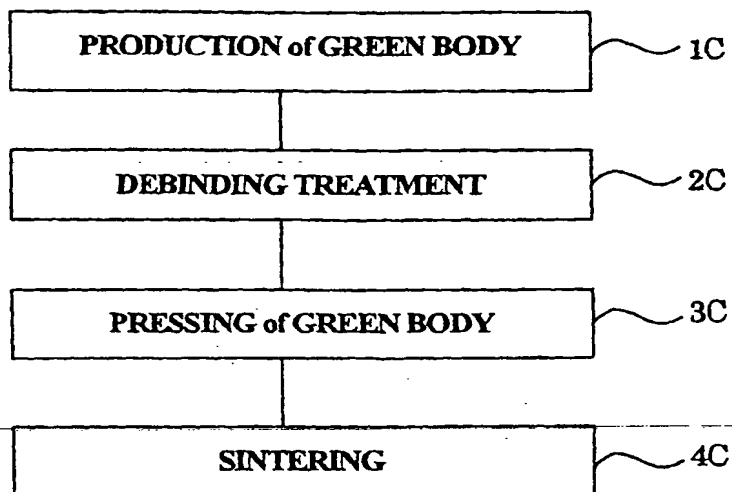 PRODUCTION of GREEN BODY 1C
DEBINDING TREATMENT 2C
PRESSING of GREEN BODY 3C
SINTERING 4C